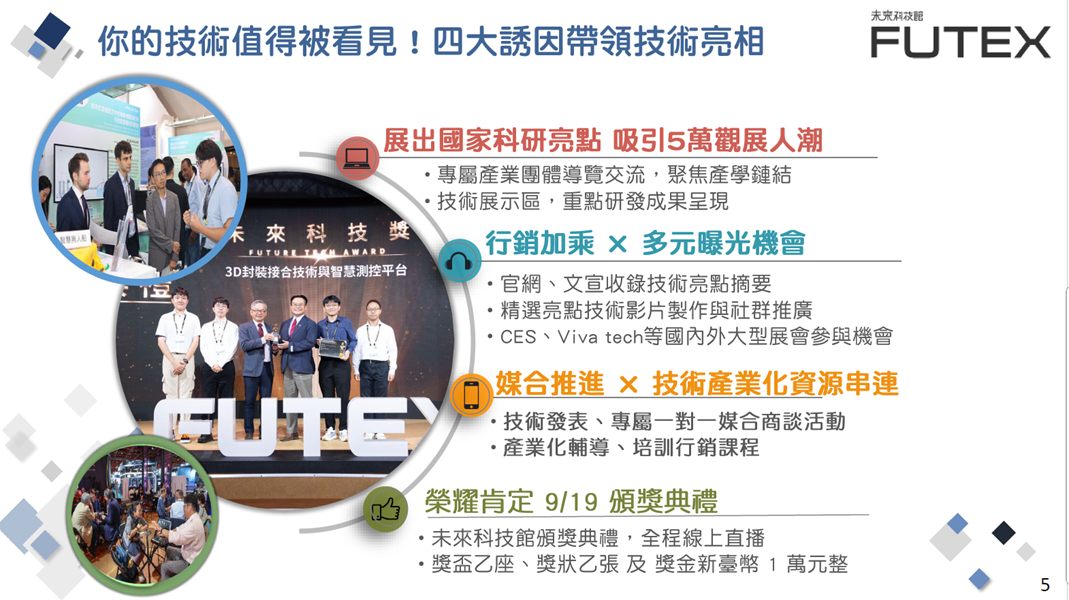 你的技術值得被看見！四大誘因帶領技術亮相
未來科技館
FUTEX
展出國家科研亮點 吸引5萬觀展人潮
•專屬產業團體導覽交流，聚焦產學鏈結
•技術展示區，重點研發成果呈現
未來科技獎
FUTURE TECH AWARD
3D封裝接合技術與智慧測控平台
行銷加乘 × 多元曝光機會
•官網、文宣收錄技術亮點摘要
•精選亮點技術影片製作與社群推廣
•CES、Viva tech等國內外大型展會參與機會
媒合推進 × 技術產業化資源串連
•技術發表、專屬一對一媒合商談活動
•產業化輔導、培訓行銷課程
FUTEX
榮耀肯定 9/19 頒獎典禮
•未來科技館頒獎典禮，全程線上直播
•獎盃乙座、獎狀乙張 及 獎金新臺幣 1 萬元整
5